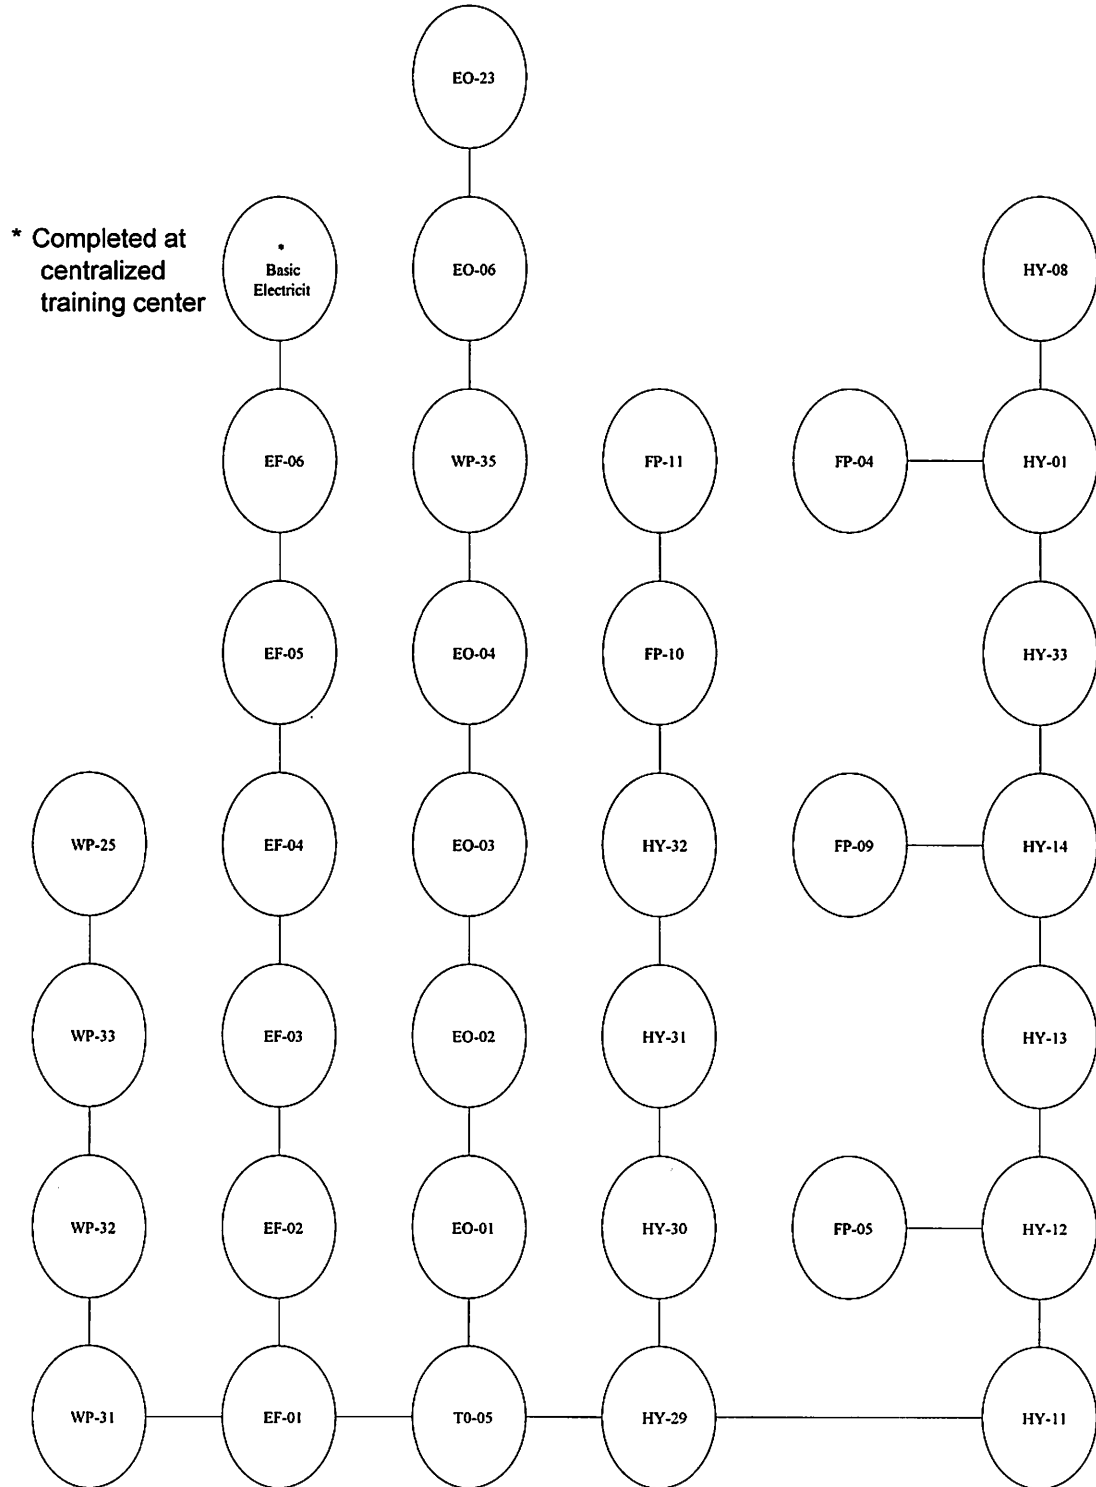 EO-23
* Completed at
centralized
training center
*
Basic
Electricit
EO-06
HY-08
EF-06
WP-35
FP-11
FP-04
HY-01
EF-05
EO-04
FP-10
HY-33
WP-25
EF-04
EO-03
HY-32
FP-09
HY-14
WP-33
EF-03
EO-02
HY-31
HY-13
WP-32
EF-02
EO-01
HY-30
FP-05
HY-12
WP-31
EF-01
T0-05
HY-29
HY-11